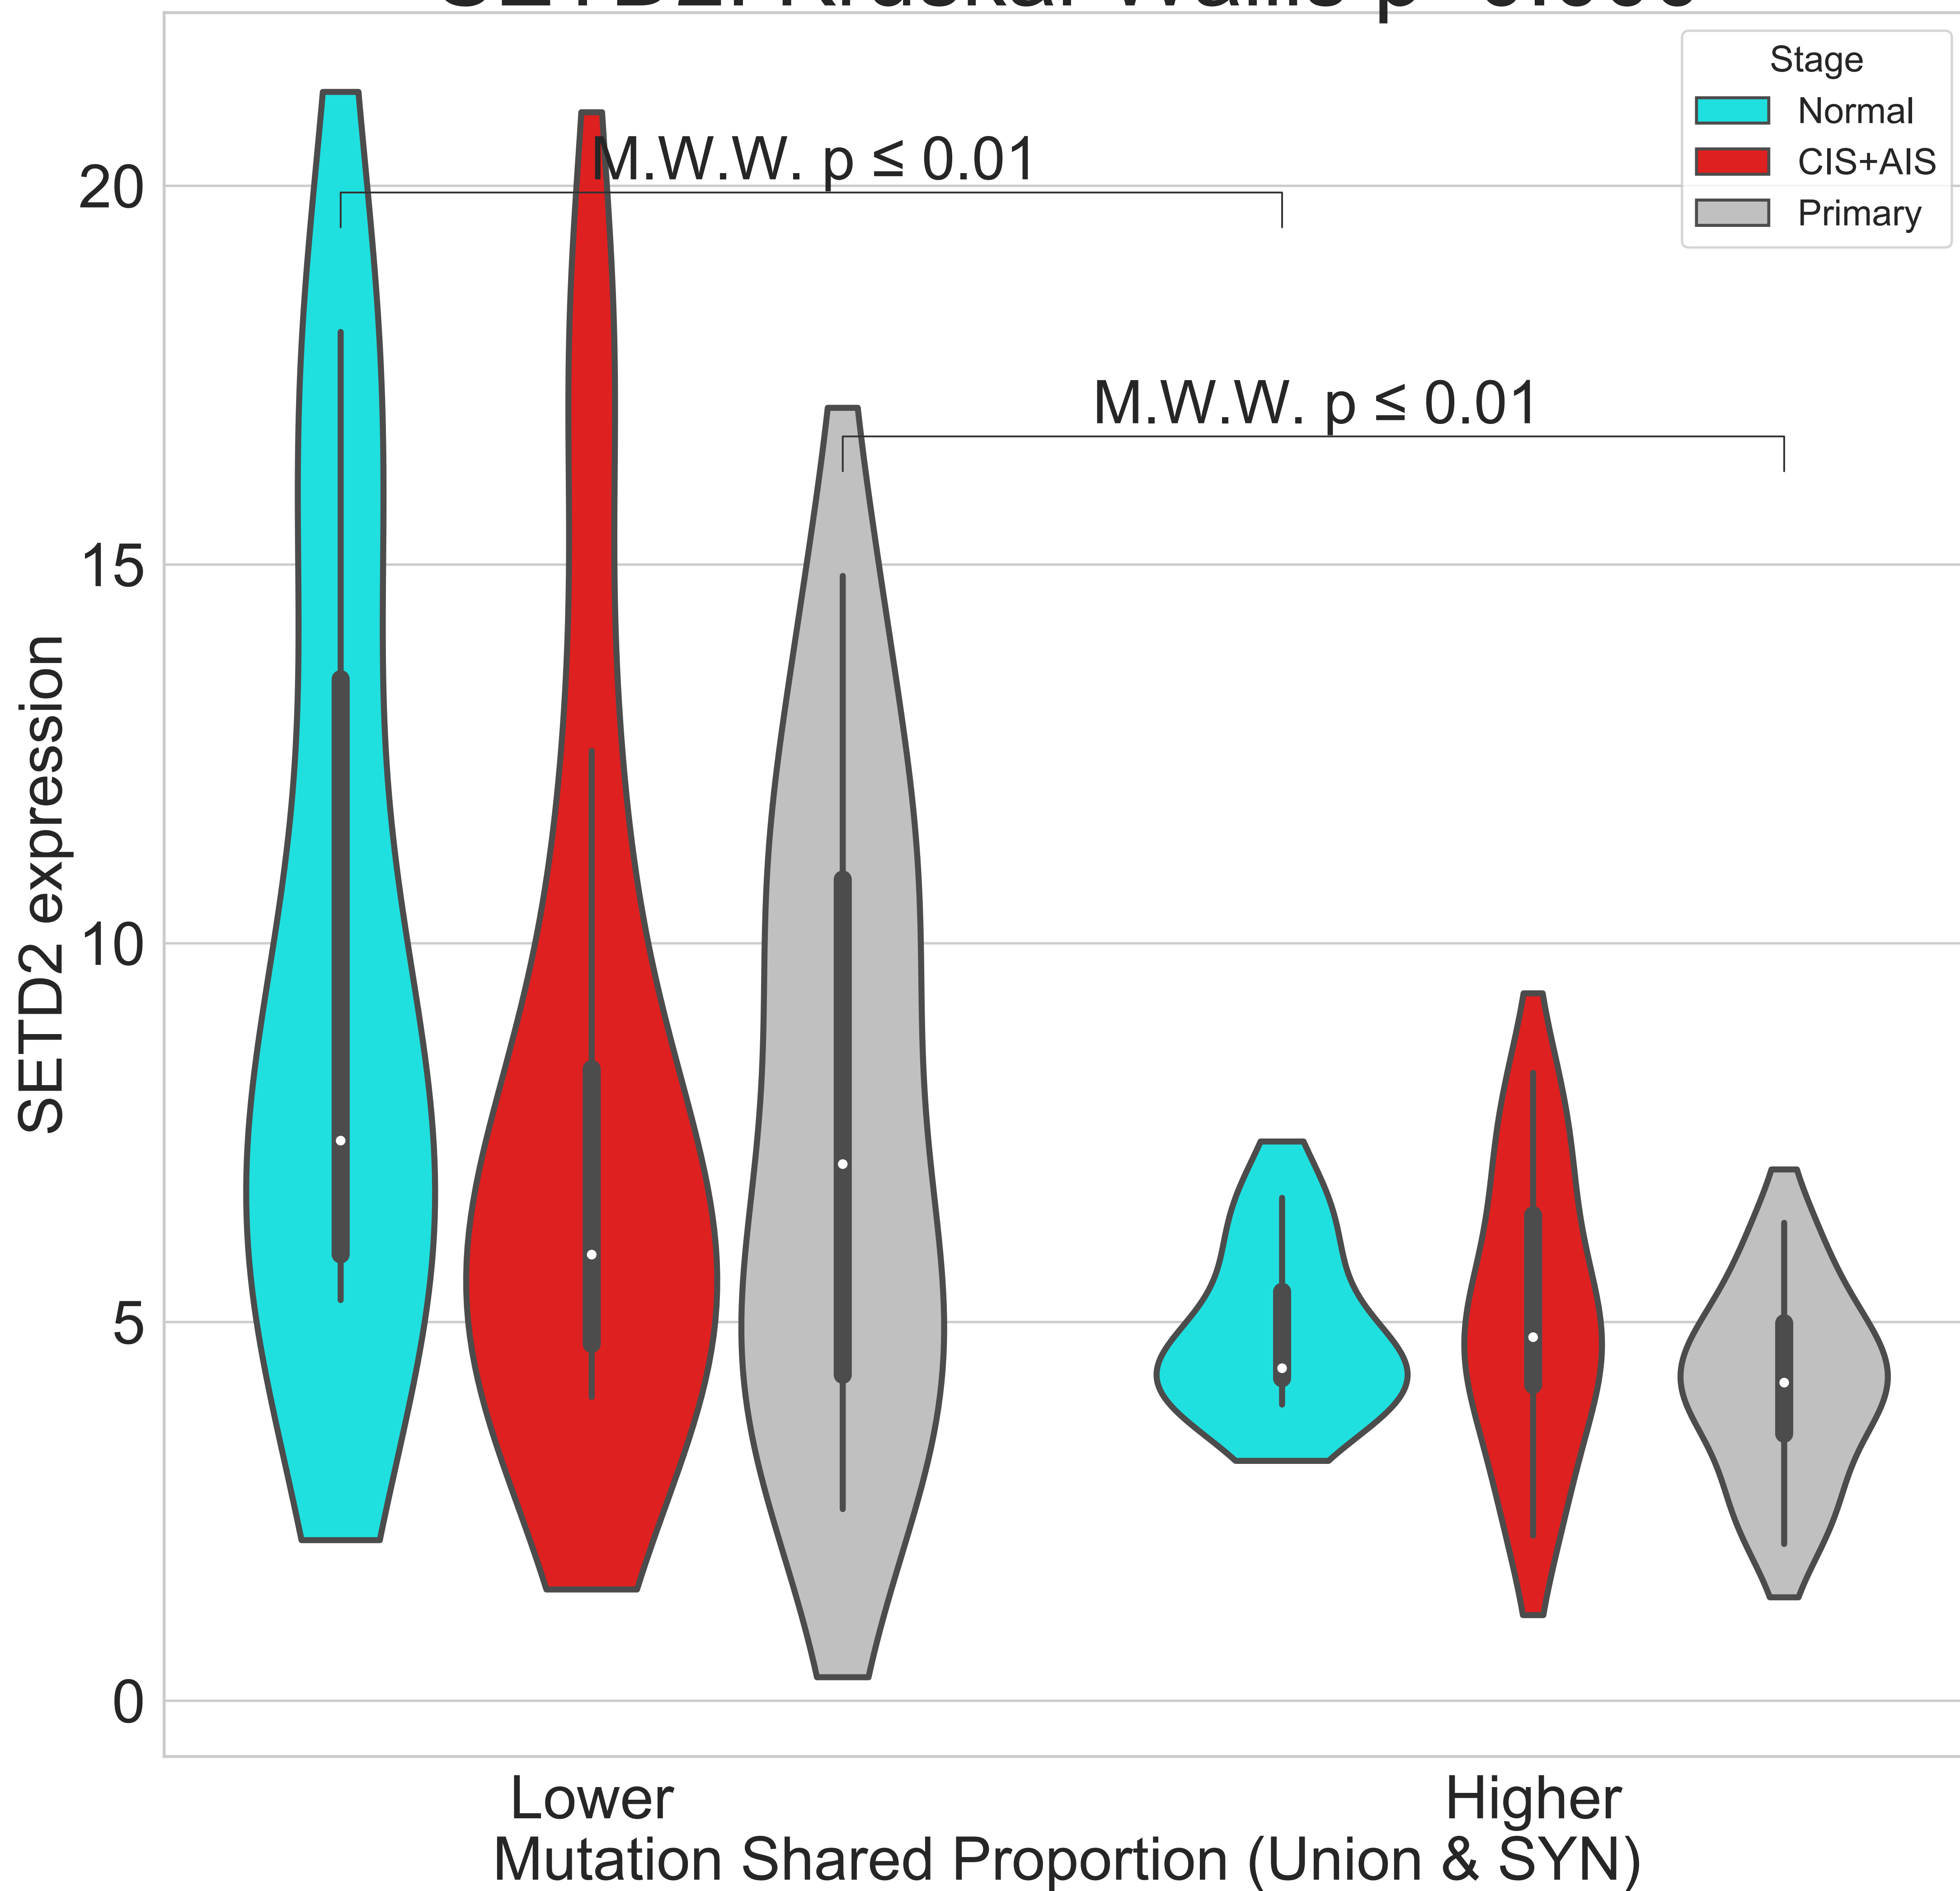 Stage
Normal
CIS+AIS
Primary
M.W.W. p ≤ 0.01
M.W.W. p ≤ 0.01
20
15
10
5
0
SETD2 expression
Lower
Higher
Mutation Shared Proportion (Union & SYN)